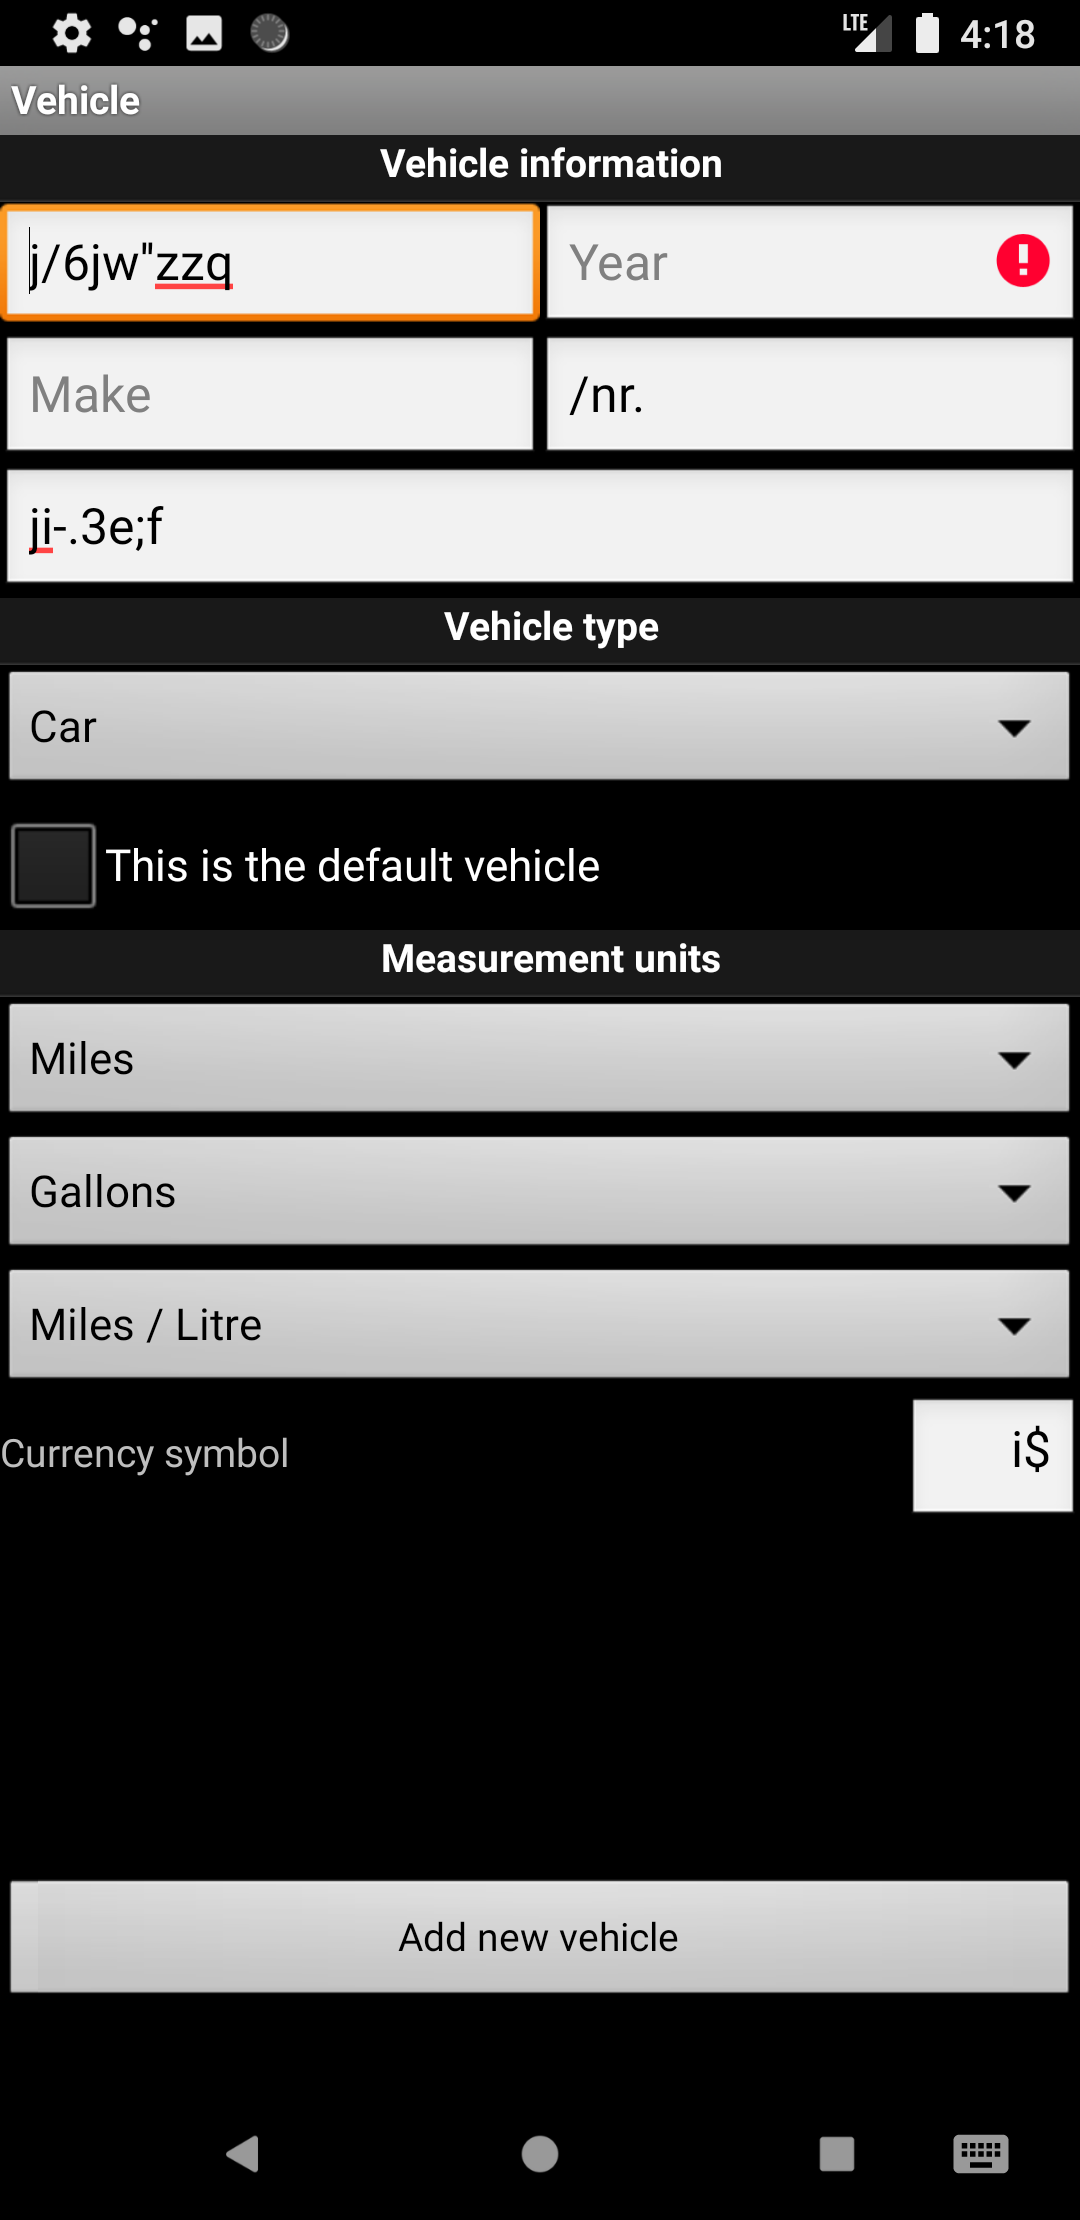 LTE 4:18
Vehicle
Vehicle information
j/6jw"zzq Year
Make /nr.
ji-.3e;f
Vehicle type
Car
This is the default vehicle
Measurement units
Miles
Gallons
Miles / Litre
Currency symbol i$
Add new vehicle